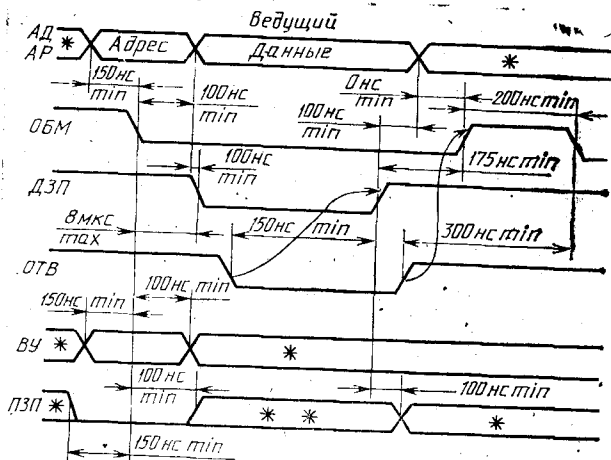 Ведущий
АД
АР
*
Адрес
Данные
*
150нс
min
100нс
min
0нс
min
200нс min
100нс
min
ОБМ
175 нс min
ДЗП
100нс
min
8мкс
max
150нс min
300нс min
ОТВ
150нс min
100нс min
ВУ
*
*
100нс
min
100нс min
ПЗП
*
* *
*
150нс min